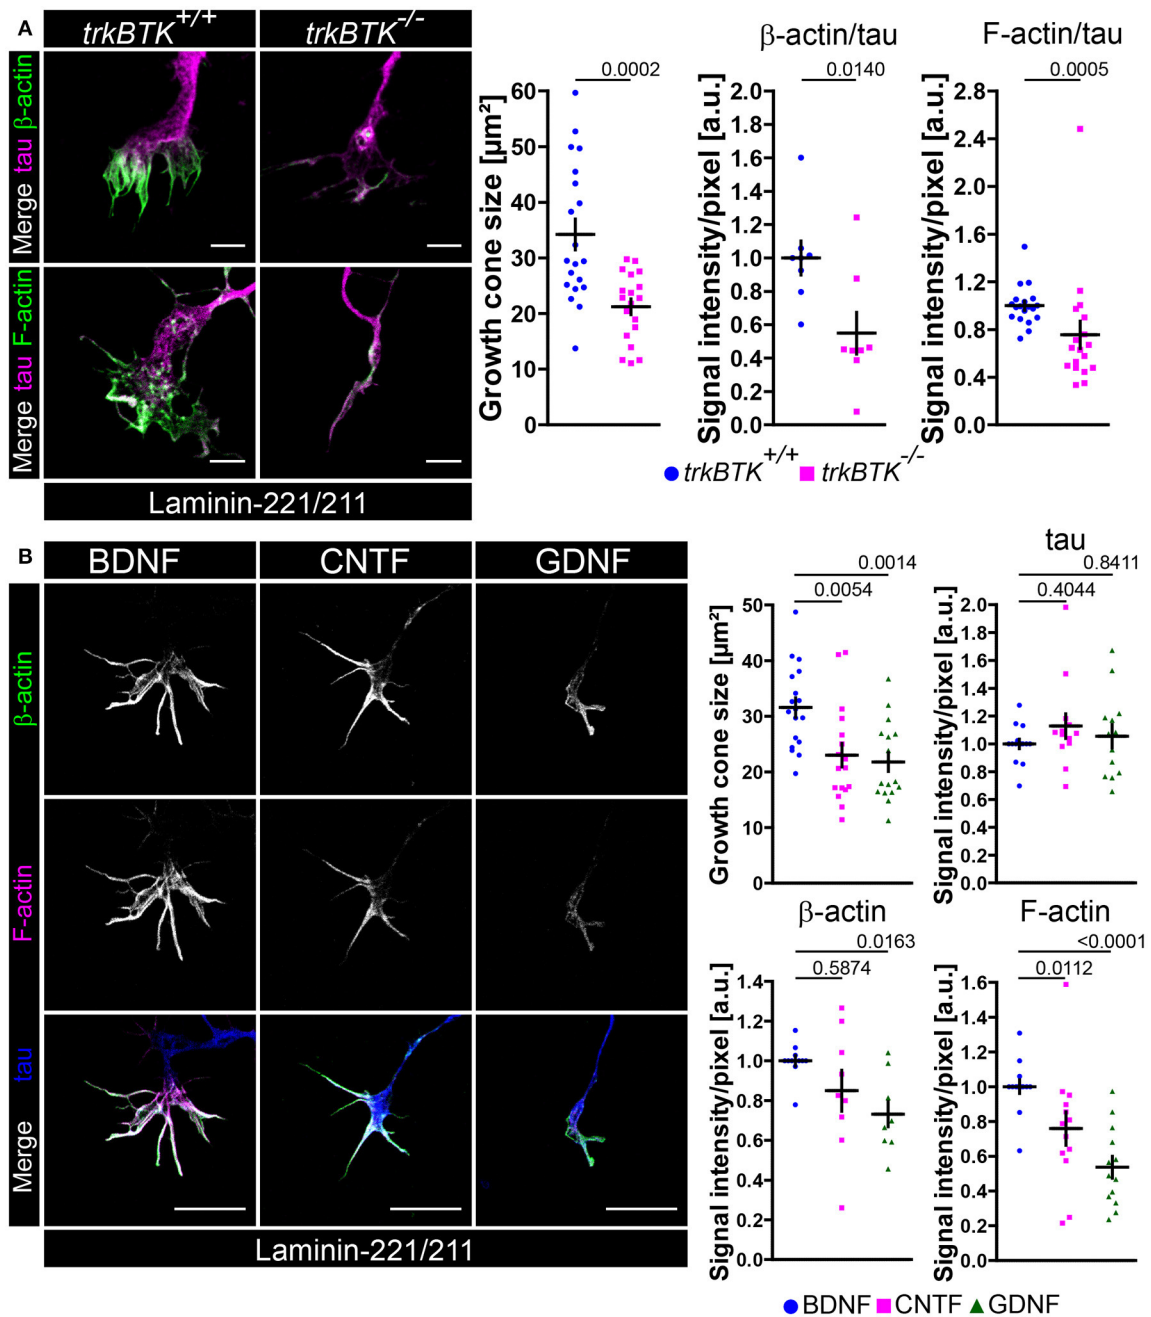 A
trkBTK+/+
trkBTK-/-
Merge tau β-actin
Merge tau F-actin
Laminin-221/211
0.0002
Growth cone size [µm²]
60
50
40
30
20
10
0
β-actin/tau
0.0140
Signal intensity/pixel [a.u.]
2.0
1.8
1.6
1.4
1.2
1.0
0.8
0.6
0.4
0.2
0.0
F-actin/tau
0.0005
Signal intensity/pixel [a.u.]
2.8
2.4
2.0
1.6
1.2
0.8
0.4
0.0
trkBTK+/+ trkBTK-/-
B
BDNF
CNTF
GDNF
β-actin
F-actin
Merge tau
Laminin-221/211
0.0014
0.0054
Growth cone size [µm²]
50
40
30
20
10
0
tau
0.8411
0.4044
Signal intensity/pixel [a.u.]
2.0
1.8
1.6
1.4
1.2
1.0
0.8
0.6
0.4
0.2
0.0
β-actin
0.0163
0.5874
Signal intensity/pixel [a.u.]
1.4
1.2
1.0
0.8
0.6
0.4
0.2
0.0
F-actin
<0.0001
0.0112
Signal intensity/pixel [a.u.]
1.6
1.4
1.2
1.0
0.8
0.6
0.4
0.2
0.0
BDNF CNTF GDNF